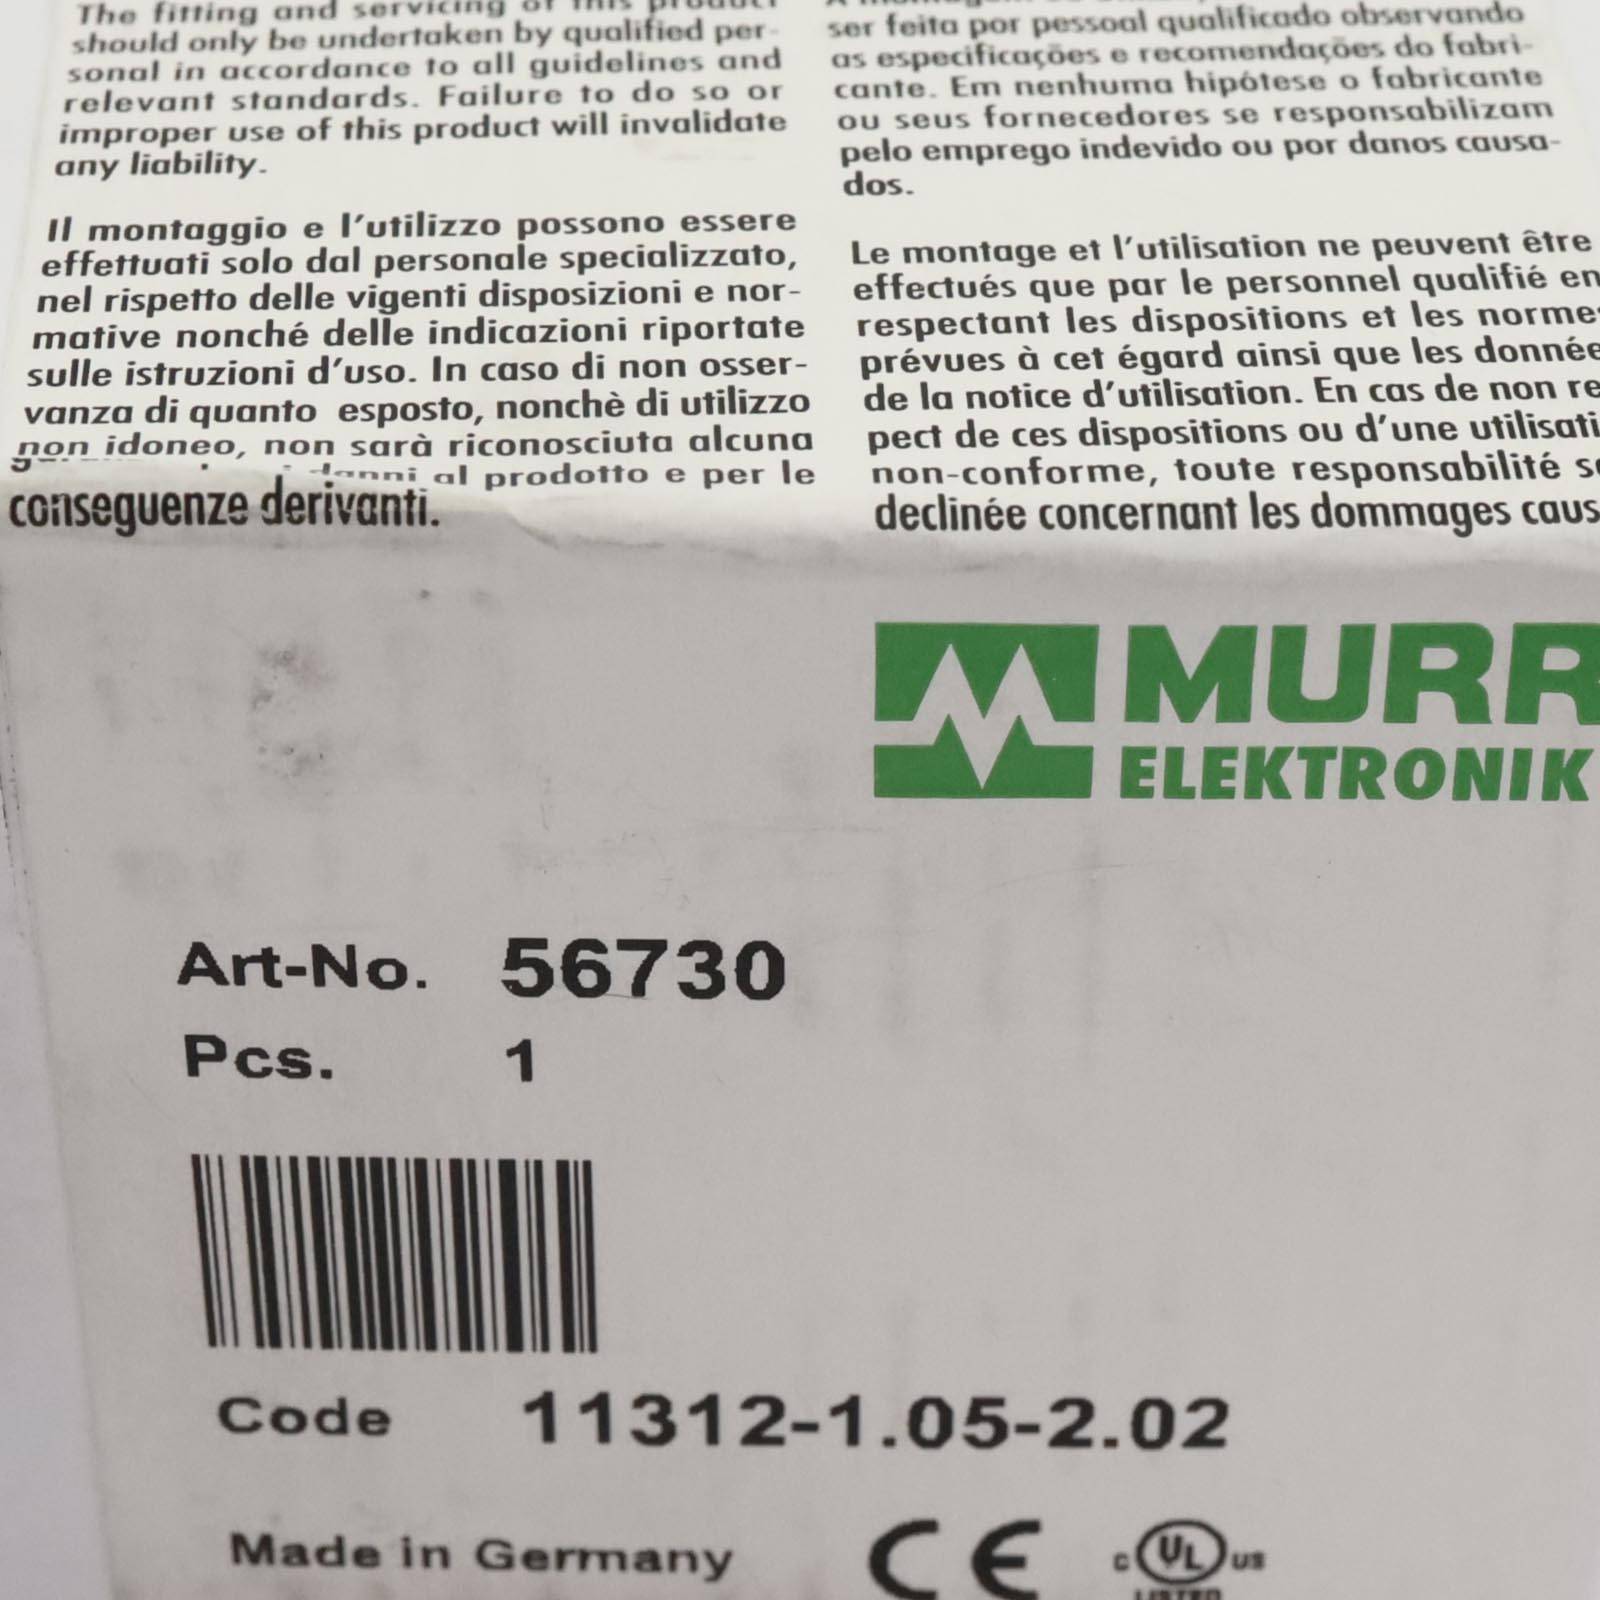 The fitting and servicing of this product
should only be undertaken by qualified per-
sonal in accordance to all guidelines and
relevant standards. Failure to do so or
improper use of this product will invalidate
any liability.
Il montaggio e l'utilizzo possono essere
effettuati solo dal personale specializzato,
nel rispetto delle vigenti disposizioni e nor-
mative nonché delle indicazioni riportate
sulle istruzioni d'uso. In caso di non osser-
vanza di quanto esposto, nonchè di utilizzo
non idoneo, non sarà riconosciuta alcuna
danni al prodotto e per le
conseguenze derivanti.
ser feita por pessoal qualificado observando
as especificações e recomendações do fabri-
cante. Em nenhuma hipótese o fabricante
ou seus fornecedores se responsabilizam
pelo emprego indevido ou por danos causa-
dos.
Le montage et l'utilisation ne peuvent être
effectués que par le personnel qualifié en
respectant les dispositions et les norme
prévues à cet égard ainsi que les donnée
de la notice d'utilisation. En cas de non re
pect de ces dispositions ou d'une utilisati
non-conforme, toute responsabilité s
declinée concernant les dommages caus
MURR
ELEKTRONIK
Art-No. 56730
Pcs. 1
Code 11312-1.05-2.02
Made in Germany
CE
C UL US
LISTED